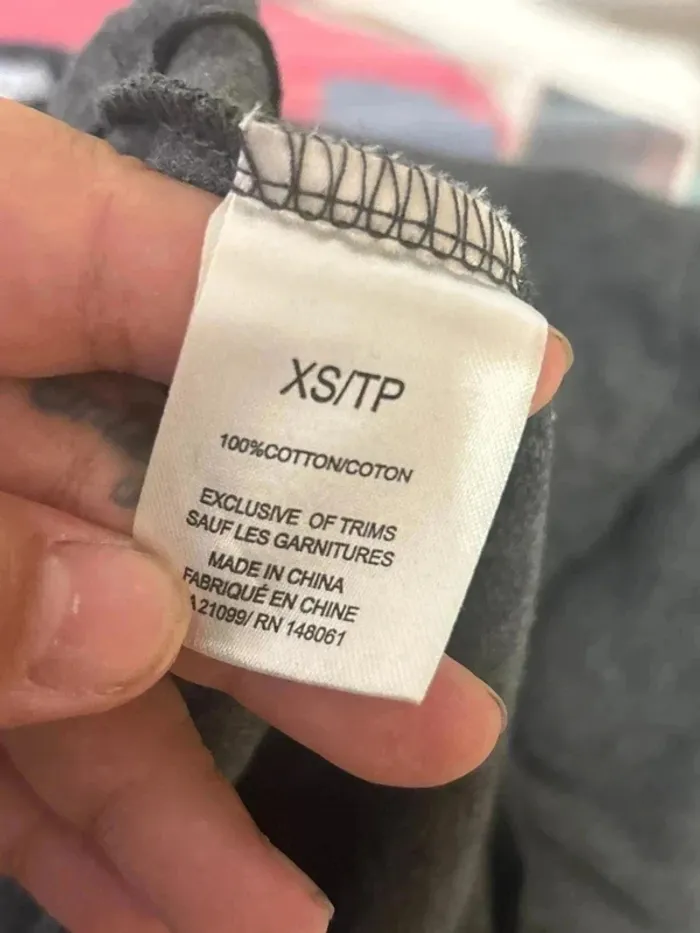 XS/TP
100%COTTON/COTON
EXCLUSIVE OF TRIMS
SAUF LES GARNITURES
MADE IN CHINA
FABRIQUÉ EN CHINE
21099/ RN 148061